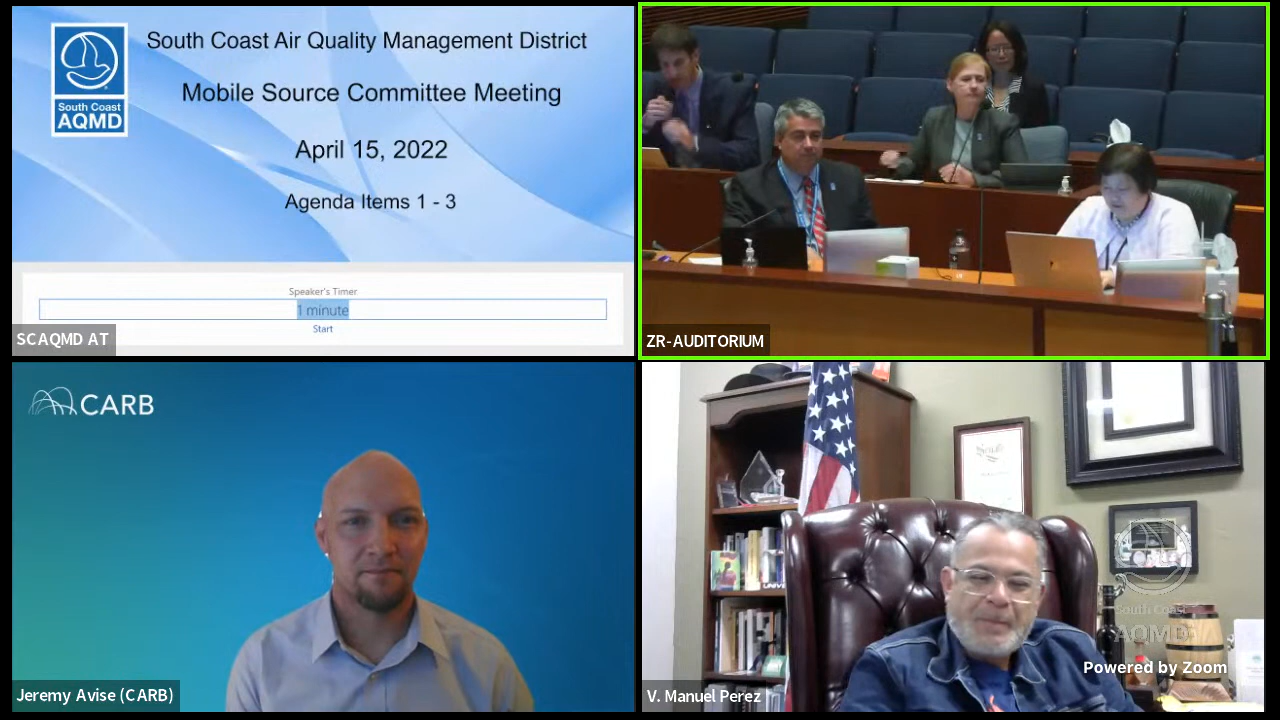 South Coast Air Quality Management District
Mobile Source Committee Meeting
April 15, 2022
Agenda Items 1 - 3
South Coast
AQMD
Speaker's Timer
1 minute
Start
SCAQMD AT
ZR-AUDITORIUM
CARB
Jeremy Avise (CARB)
V. Manuel Perez
South Coast
AQMD
Powered by Zoom